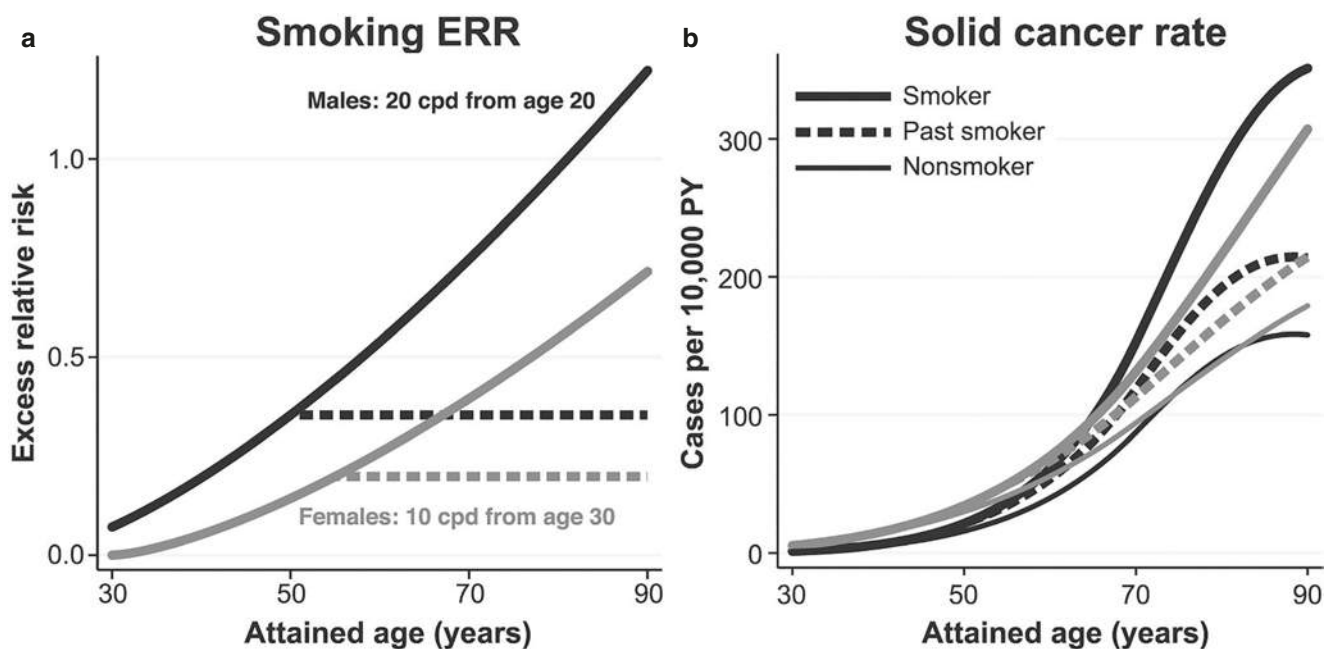 a
Smoking ERR
Males: 20 cpd from age 20
Females: 10 cpd from age 30
Excess relative risk
1.0
0.5
0.0
30 50 70 90
Attained age (years)
b
Solid cancer rate
Smoker
Past smoker
Nonsmoker
Cases per 10,000 PY
300
200
100
0
30 50 70 90
Attained age (years)